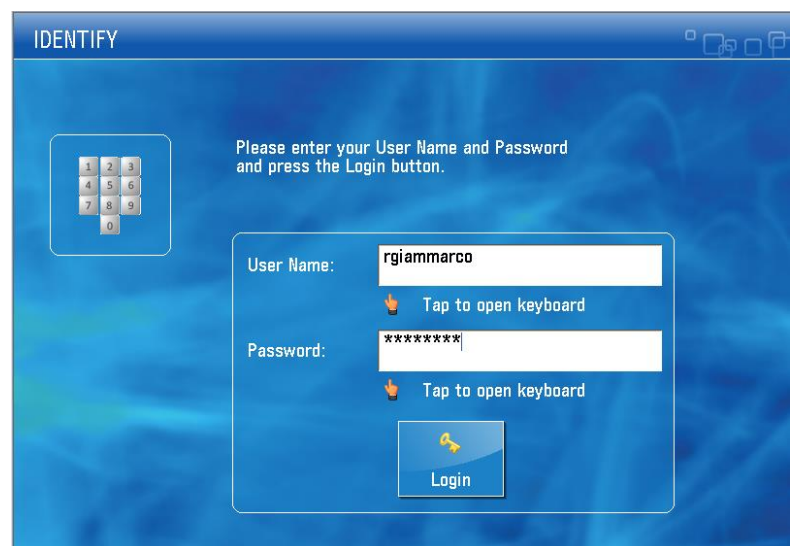 IDENTIFY
Please enter your User Name and Password
and press the Login button.
1 2 3
4 5 6
7 8 9
0
User Name:
rgiammarco
Tap to open keyboard
Password:
********
Tap to open keyboard
Login